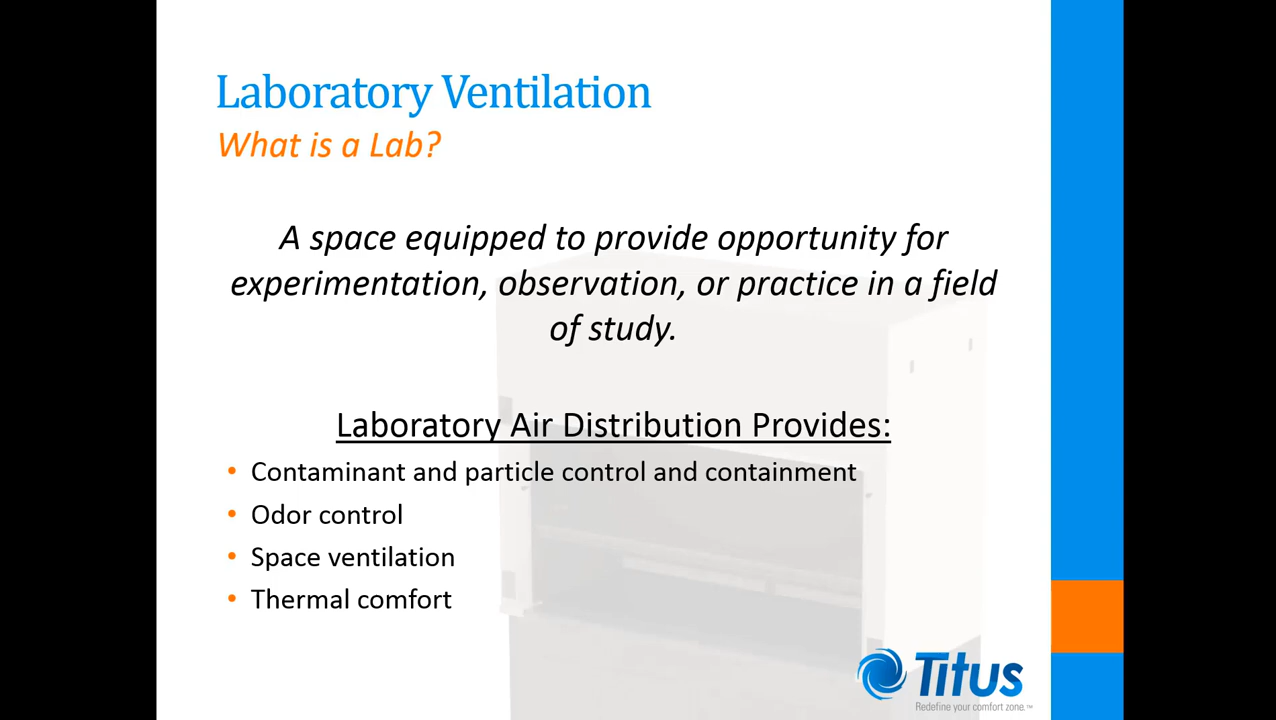 Laboratory Ventilation
What is a Lab?
A space equipped to provide opportunity for
experimentation, observation, or practice in a field
of study.
Laboratory Air Distribution Provides:
• Contaminant and particle control and containment
• Odor control
• Space ventilation
• Thermal comfort
Titus
Redefine your comfort zone.™